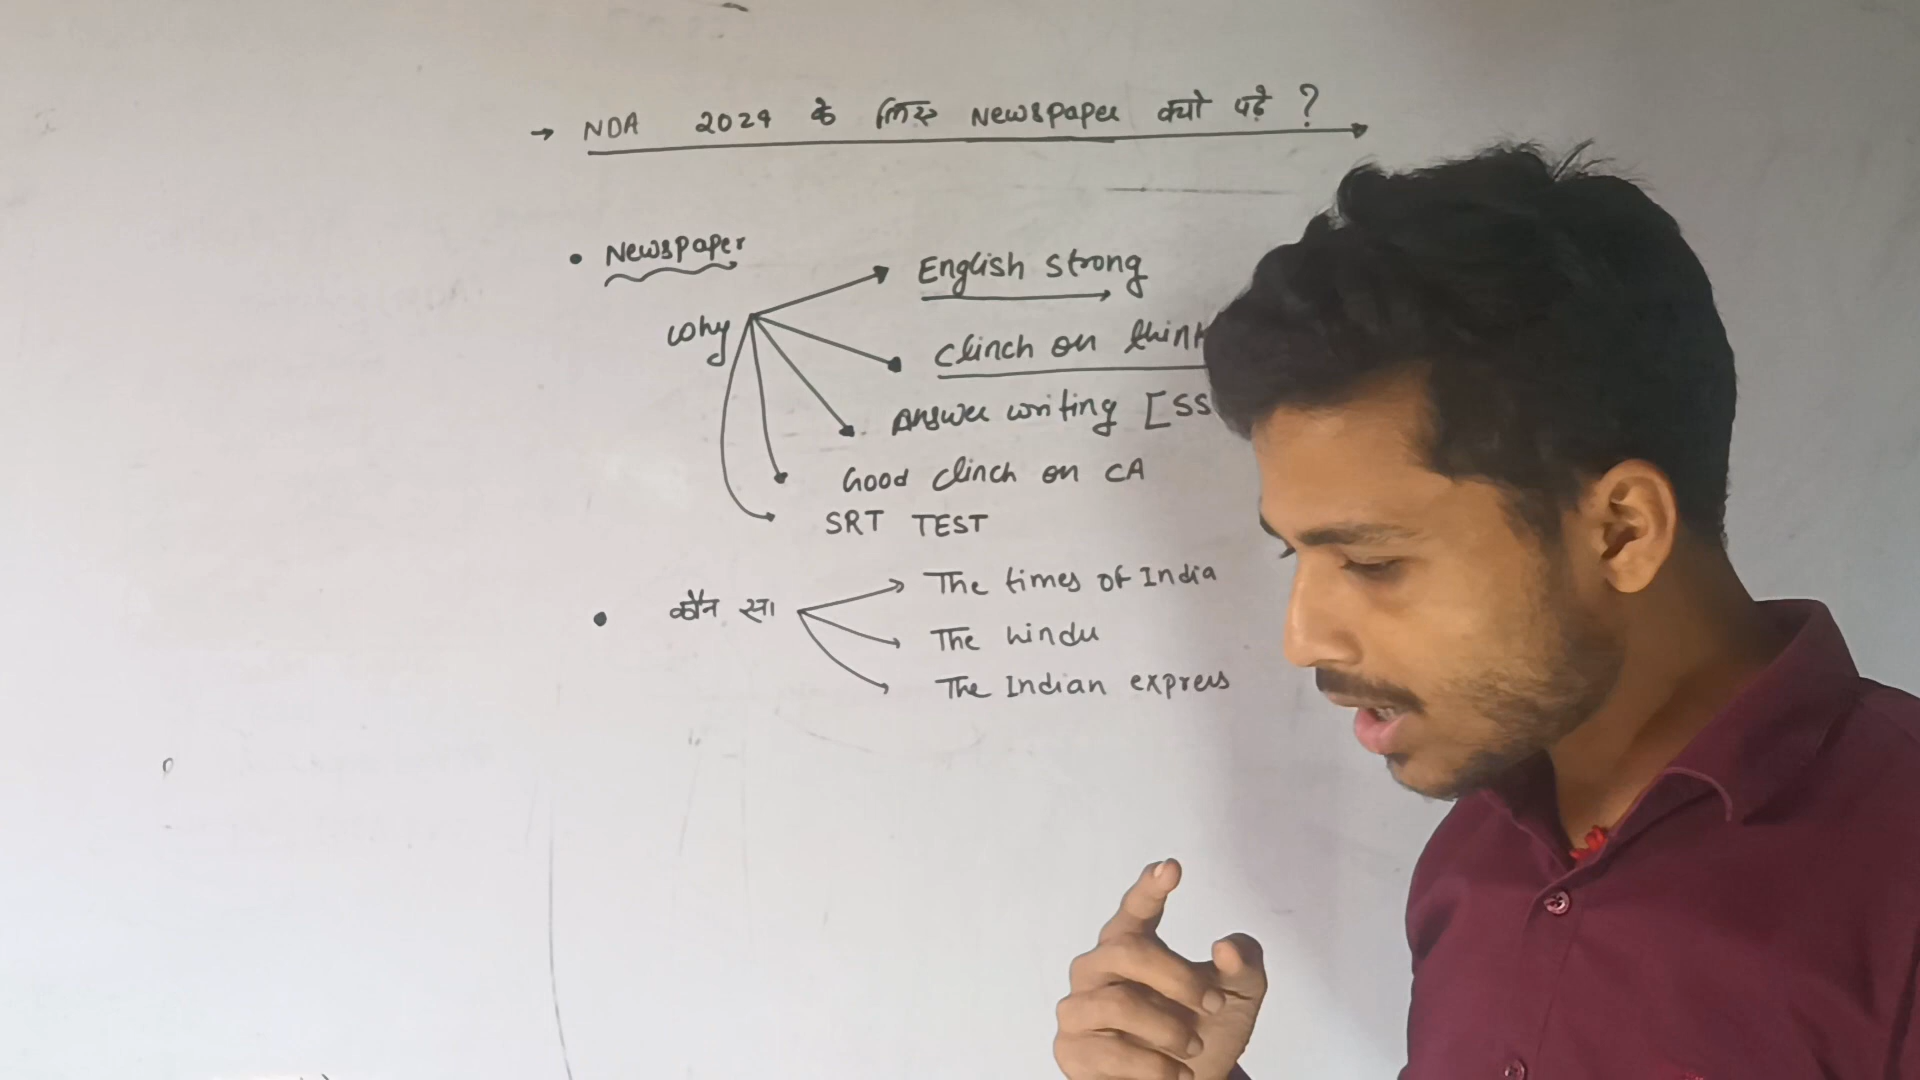 → NDA 2024 के लिए Newspaper क्यो पढ़े ?
• Newspaper
why
English strong
Clinch on
Answer writing [SS
Good clinch on CA
SRT TEST
• कौन सा
The times of India
The hindu
The Indian express